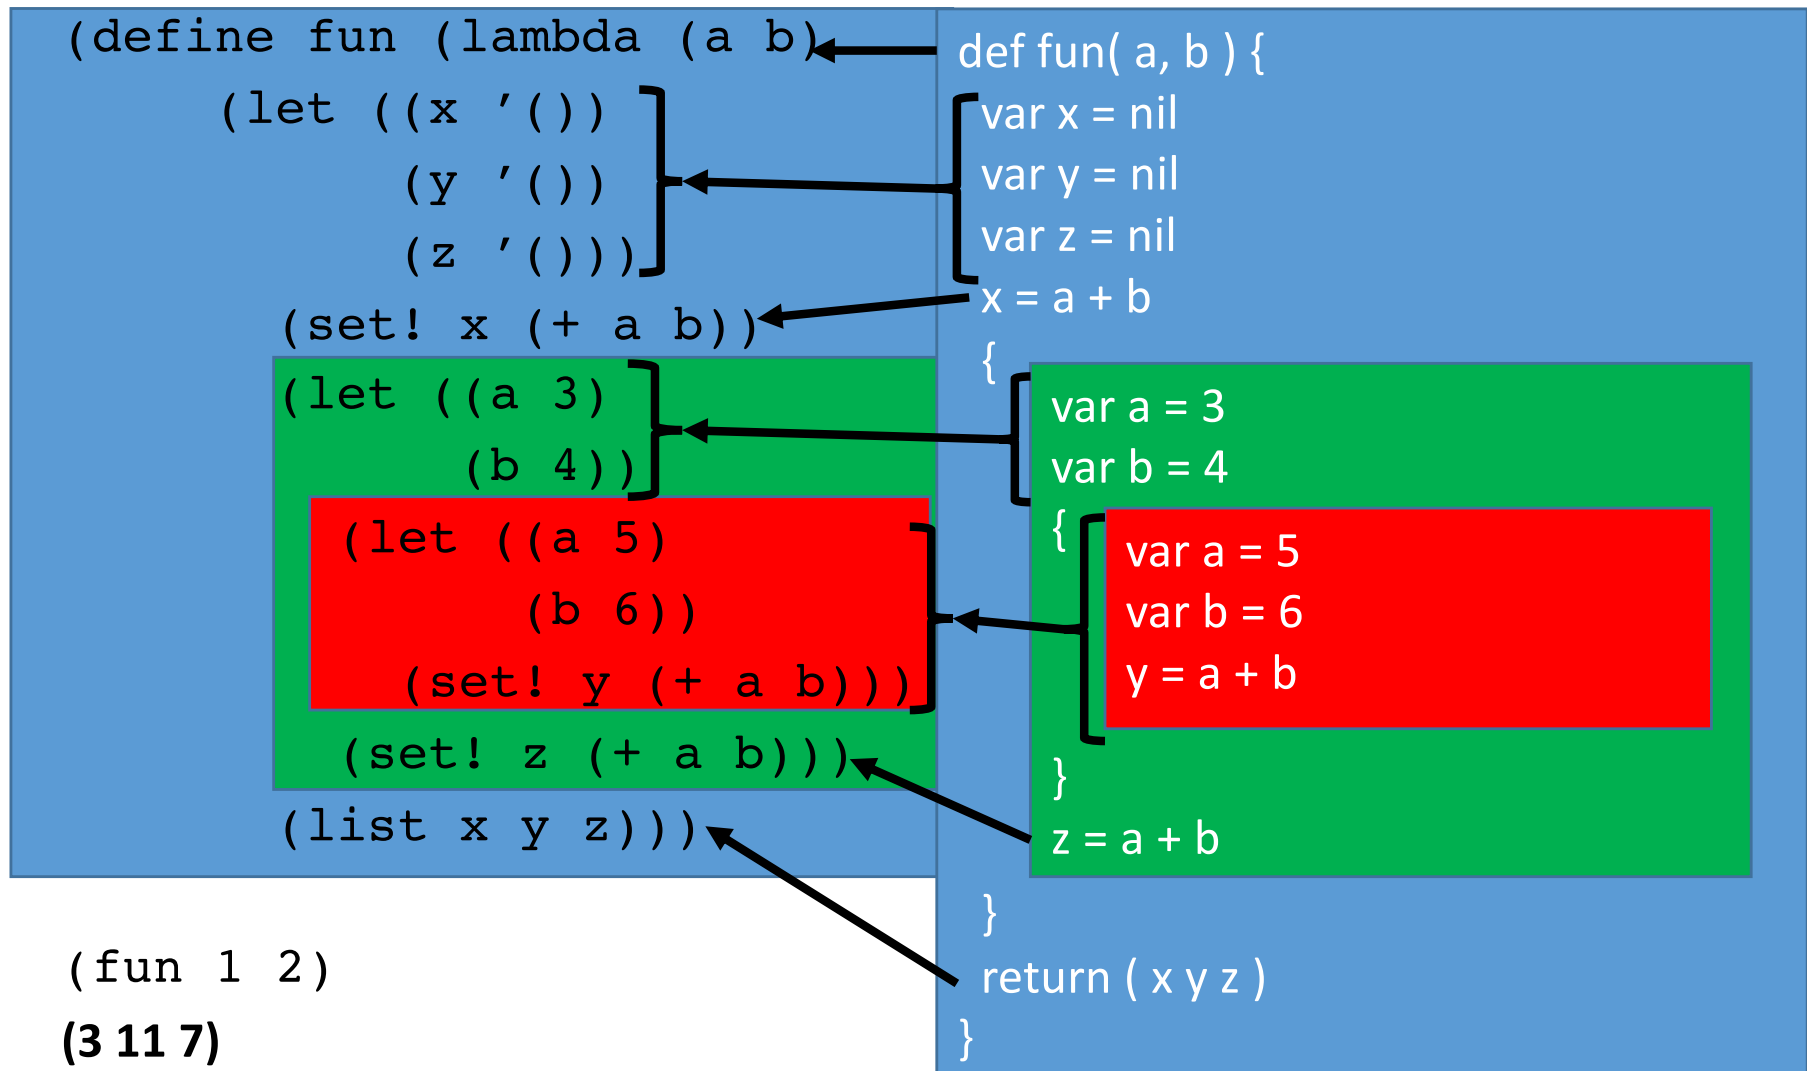 (define fun (lambda (a b)
(let ((x ’())
(y ’())
(z ’()))
(set! x (+ a b))
(let ((a 3)
(b 4))
(let ((a 5)
(b 6))
(set! y (+ a b)))
(set! z (+ a b)))
(list x y z)))
(fun 1 2)
(3 11 7)
def fun( a, b ) {
var x = nil
var y = nil
var z = nil
x = a + b
{
var a = 3
var b = 4
{
var a = 5
var b = 6
y = a + b
}
z = a + b
}
return ( x y z )
}